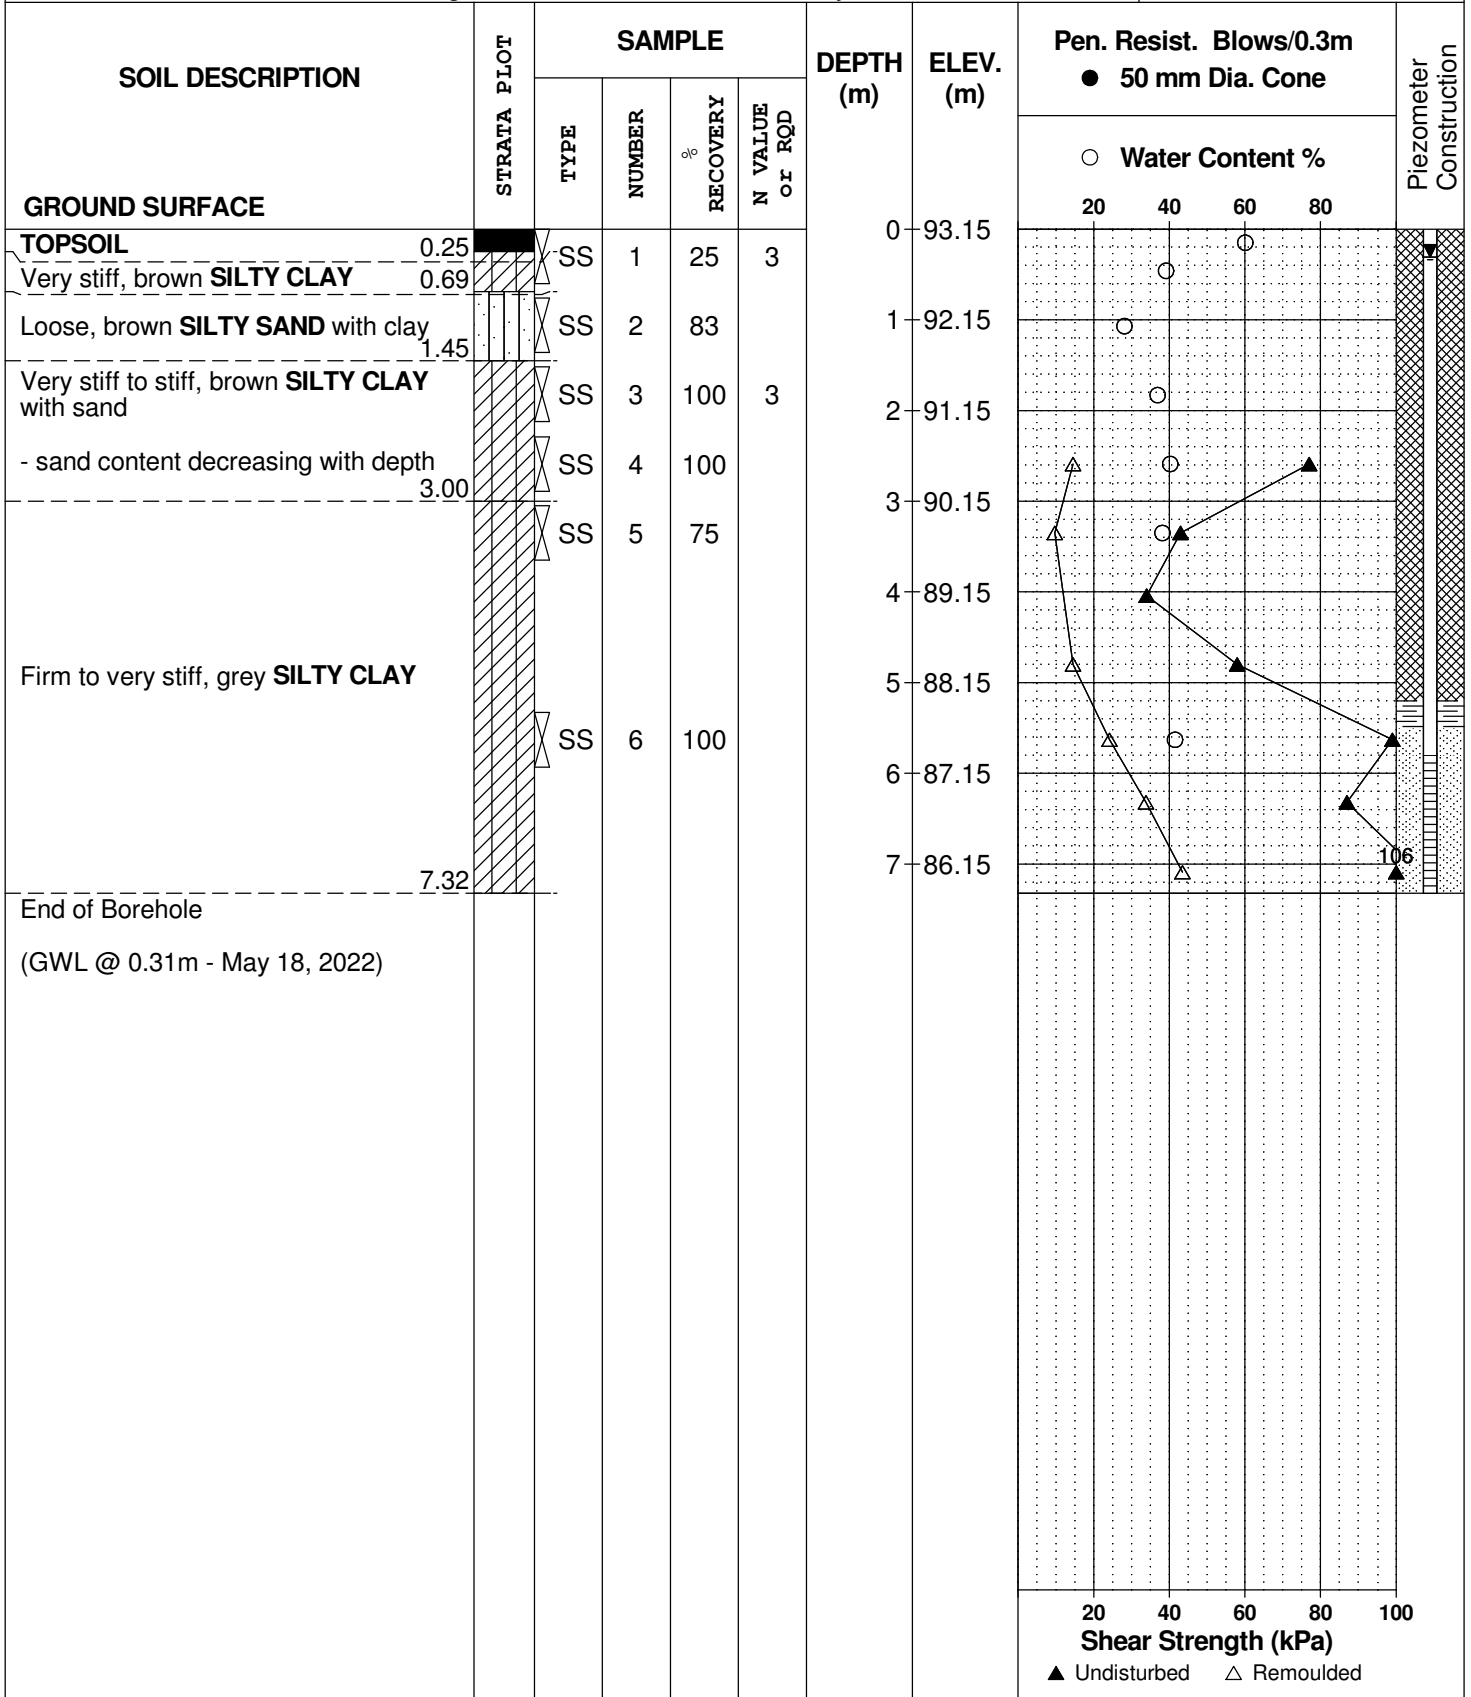 SOIL DESCRIPTION
GROUND SURFACE
STRATA PLOT
SAMPLE
TYPE
NUMBER
% RECOVERY
N VALUE or RQD
DEPTH (m)
ELEV. (m)
Pen. Resist. Blows/0.3m
● 50 mm Dia. Cone
○ Water Content %
20 40 60 80
Piezometer Construction
TOPSOIL 0.25
Very stiff, brown SILTY CLAY 0.69
Loose, brown SILTY SAND with clay
1.45
Very stiff to stiff, brown SILTY CLAY
with sand
- sand content decreasing with depth
3.00
Firm to very stiff, grey SILTY CLAY
7.32
End of Borehole
(GWL @ 0.31m - May 18, 2022)
SS 1 25 3
SS 2 83
SS 3 100 3
SS 4 100
SS 5 75
SS 6 100
0 93.15
1 92.15
2 91.15
3 90.15
4 89.15
5 88.15
6 87.15
7 86.15
106
20 40 60 80 100
Shear Strength (kPa)
▲ Undisturbed △ Remoulded